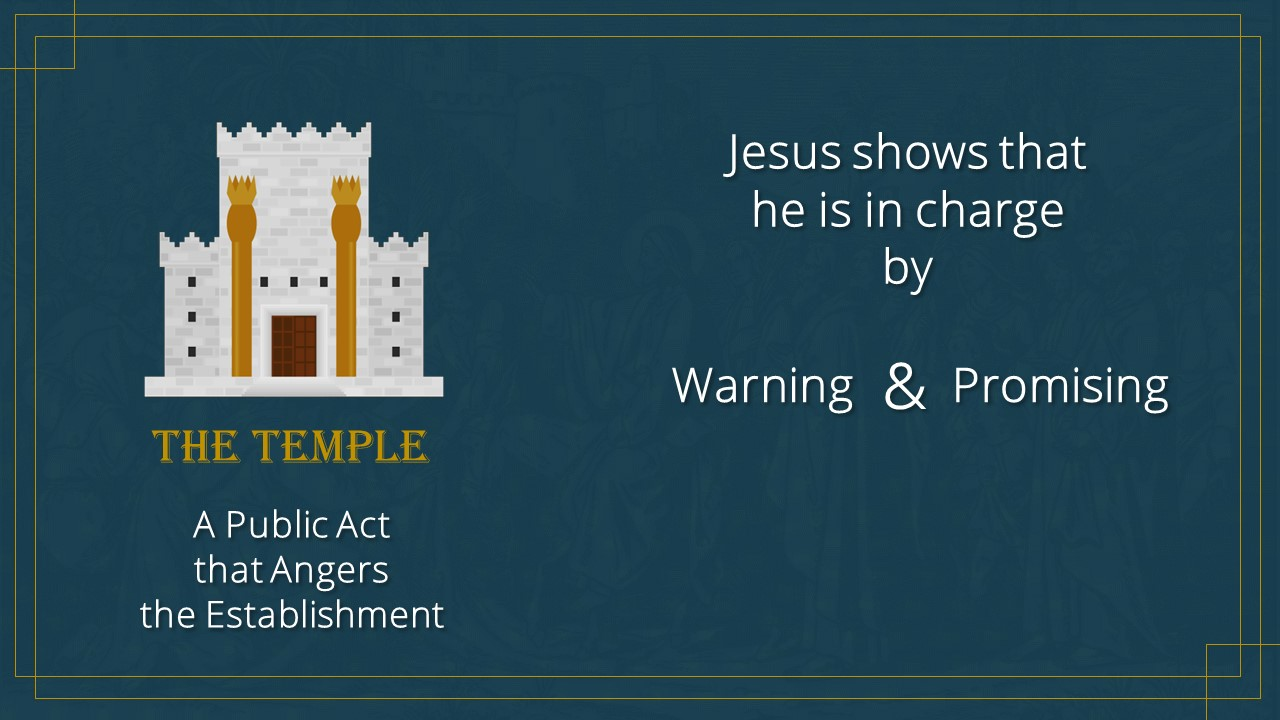 THE TEMPLE
A Public Act
that Angers
the Establishment
Jesus shows that
he is in charge
by
Warning & Promising